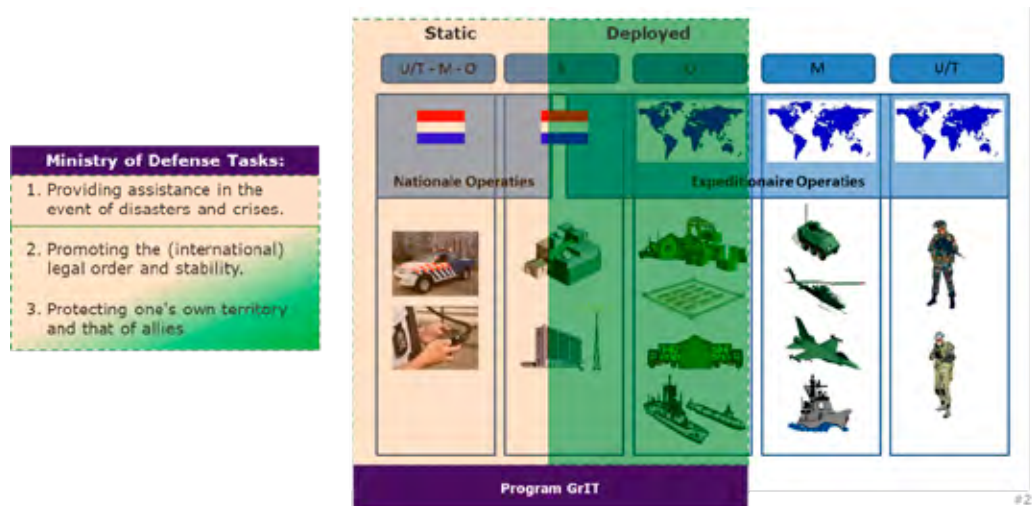 Ministry of Defense Tasks:
1. Providing assistance in the
event of disasters and crises.
2. Promoting the (international)
legal order and stability.
3. Protecting one's own territory
and that of allies
Static
Deployed
U/T - M - O
M
U/T
Nationale Operaties
Expeditionaire Operaties
Program GrIT
#2